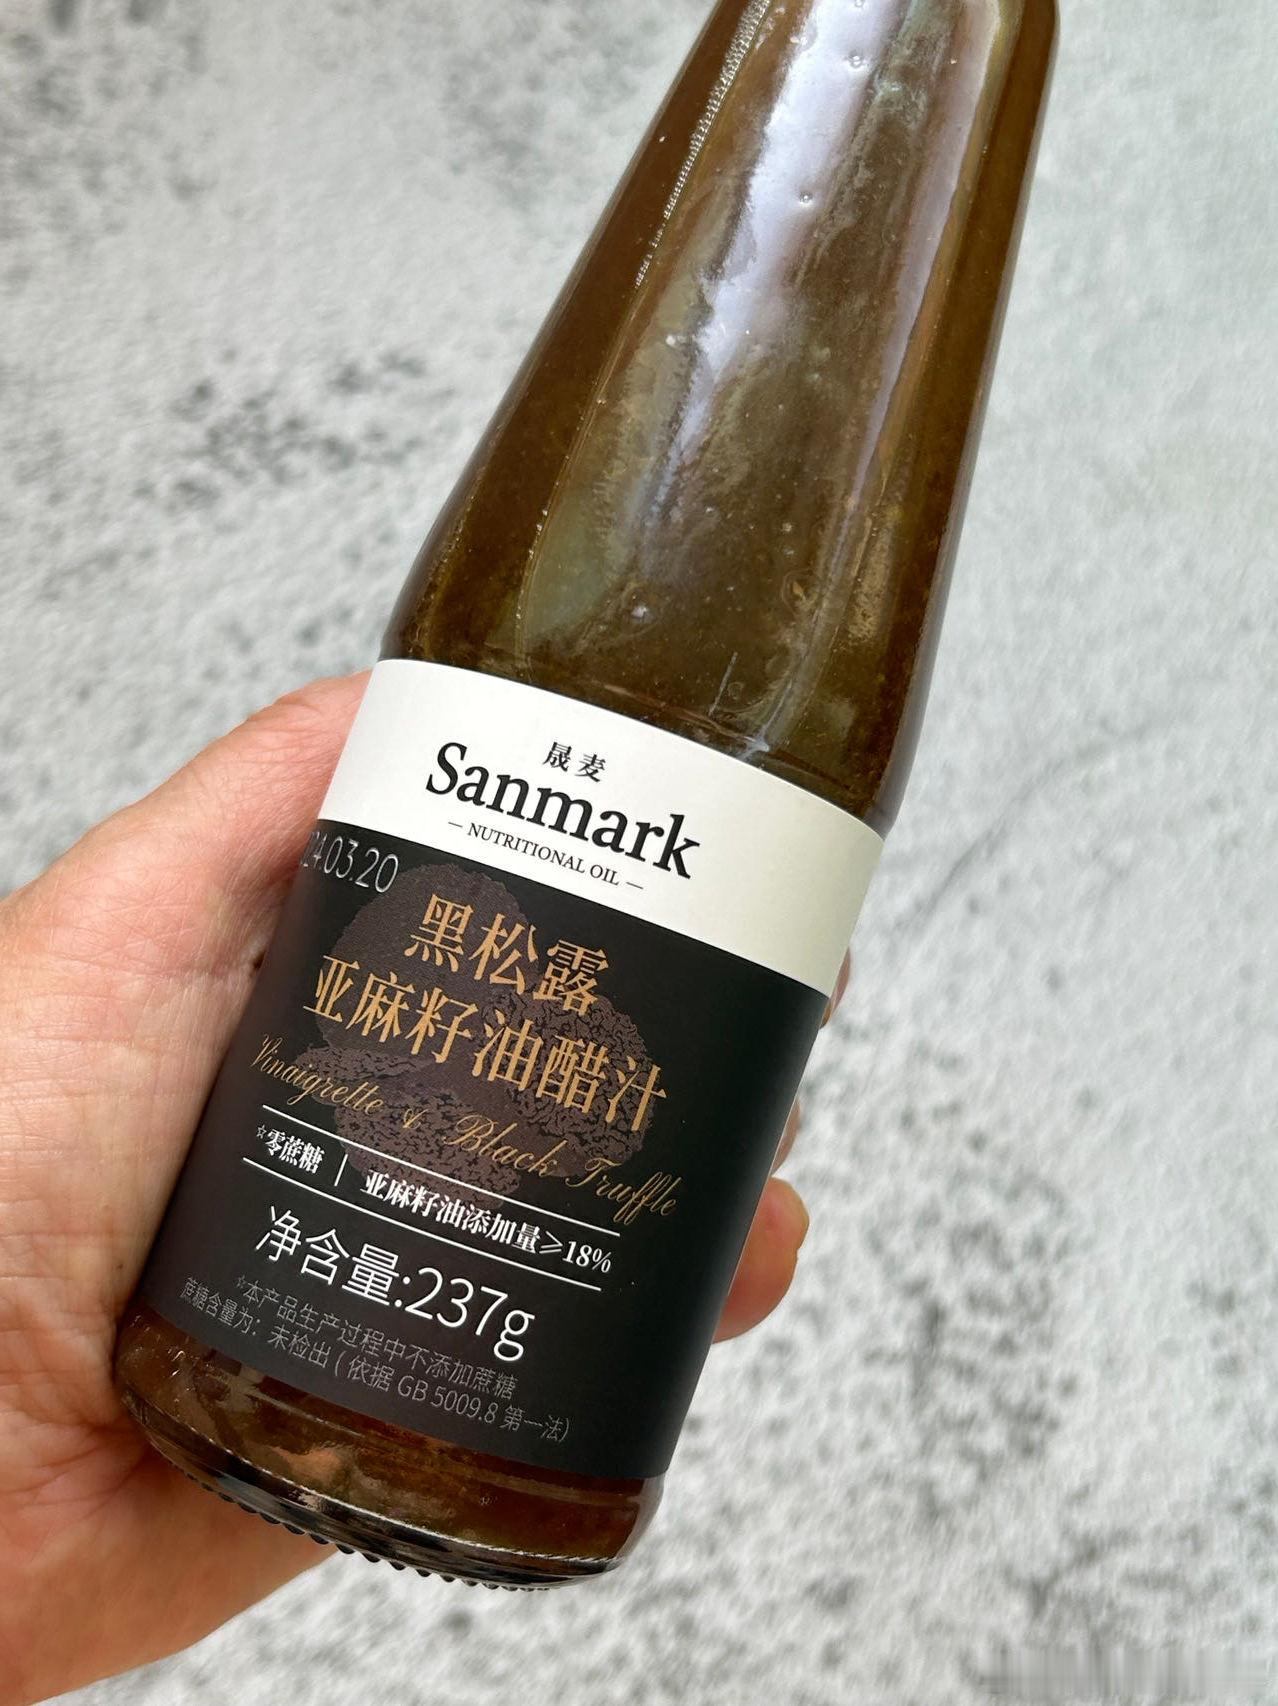 晟麦
Sanmark
— NUTRITIONAL OIL —
24.03.20
黑松露
亚麻籽油醋汁
Vinaigrette & Black Truffle
☆零蔗糖 | 亚麻籽油添加量≥18%
净含量:237g
☆本产品生产过程中不添加蔗糖
蔗糖含量为：未检出（依据 GB 5009.8 第一法）